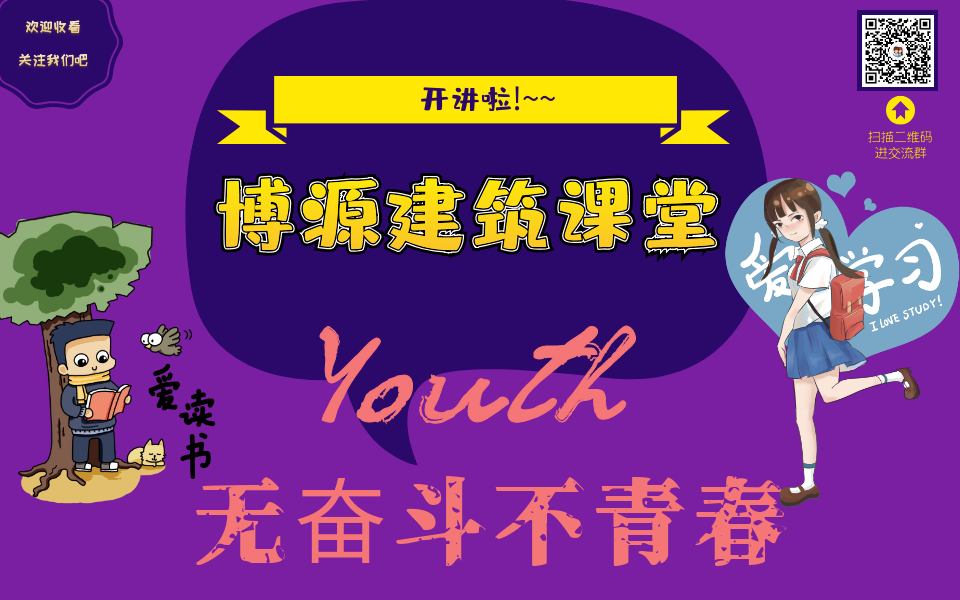 欢迎收看
关注我们吧
开讲啦!~~
博源建筑课堂
扫描二维码
进交流群
爱学习
I LOVE STUDY!
爱读书
Youth
无奋斗不青春